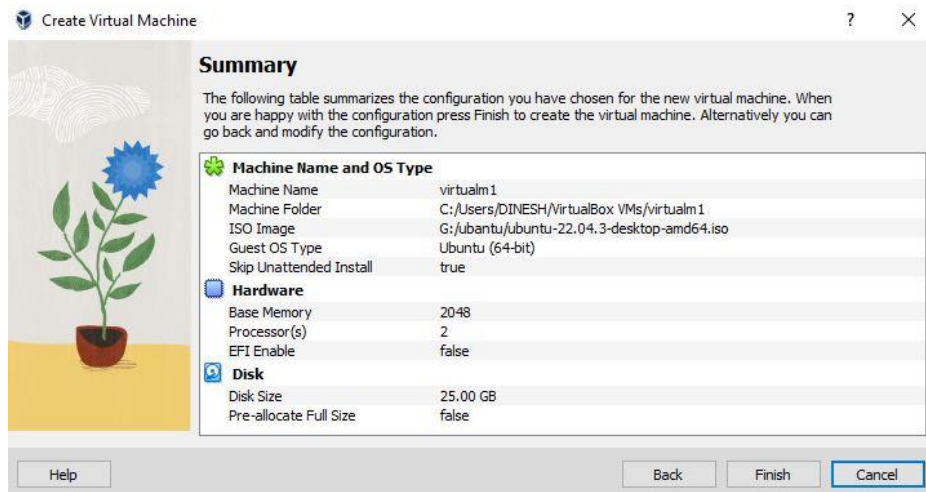 Create Virtual Machine
?
Summary
The following table summarizes the configuration you have chosen for the new virtual machine. When
you are happy with the configuration press Finish to create the virtual machine. Alternatively you can
go back and modify the configuration.
Machine Name and OS Type
Machine Name virtualm1
Machine Folder C:/Users/DINESH/VirtualBox VMs/virtualm1
ISO Image G:/ubantu/ubuntu-22.04.3-desktop-amd64.iso
Guest OS Type Ubuntu (64-bit)
Skip Unattended Install true
Hardware
Base Memory 2048
Processor(s) 2
EFI Enable false
Disk
Disk Size 25.00 GB
Pre-allocate Full Size false
Help Back Finish Cancel